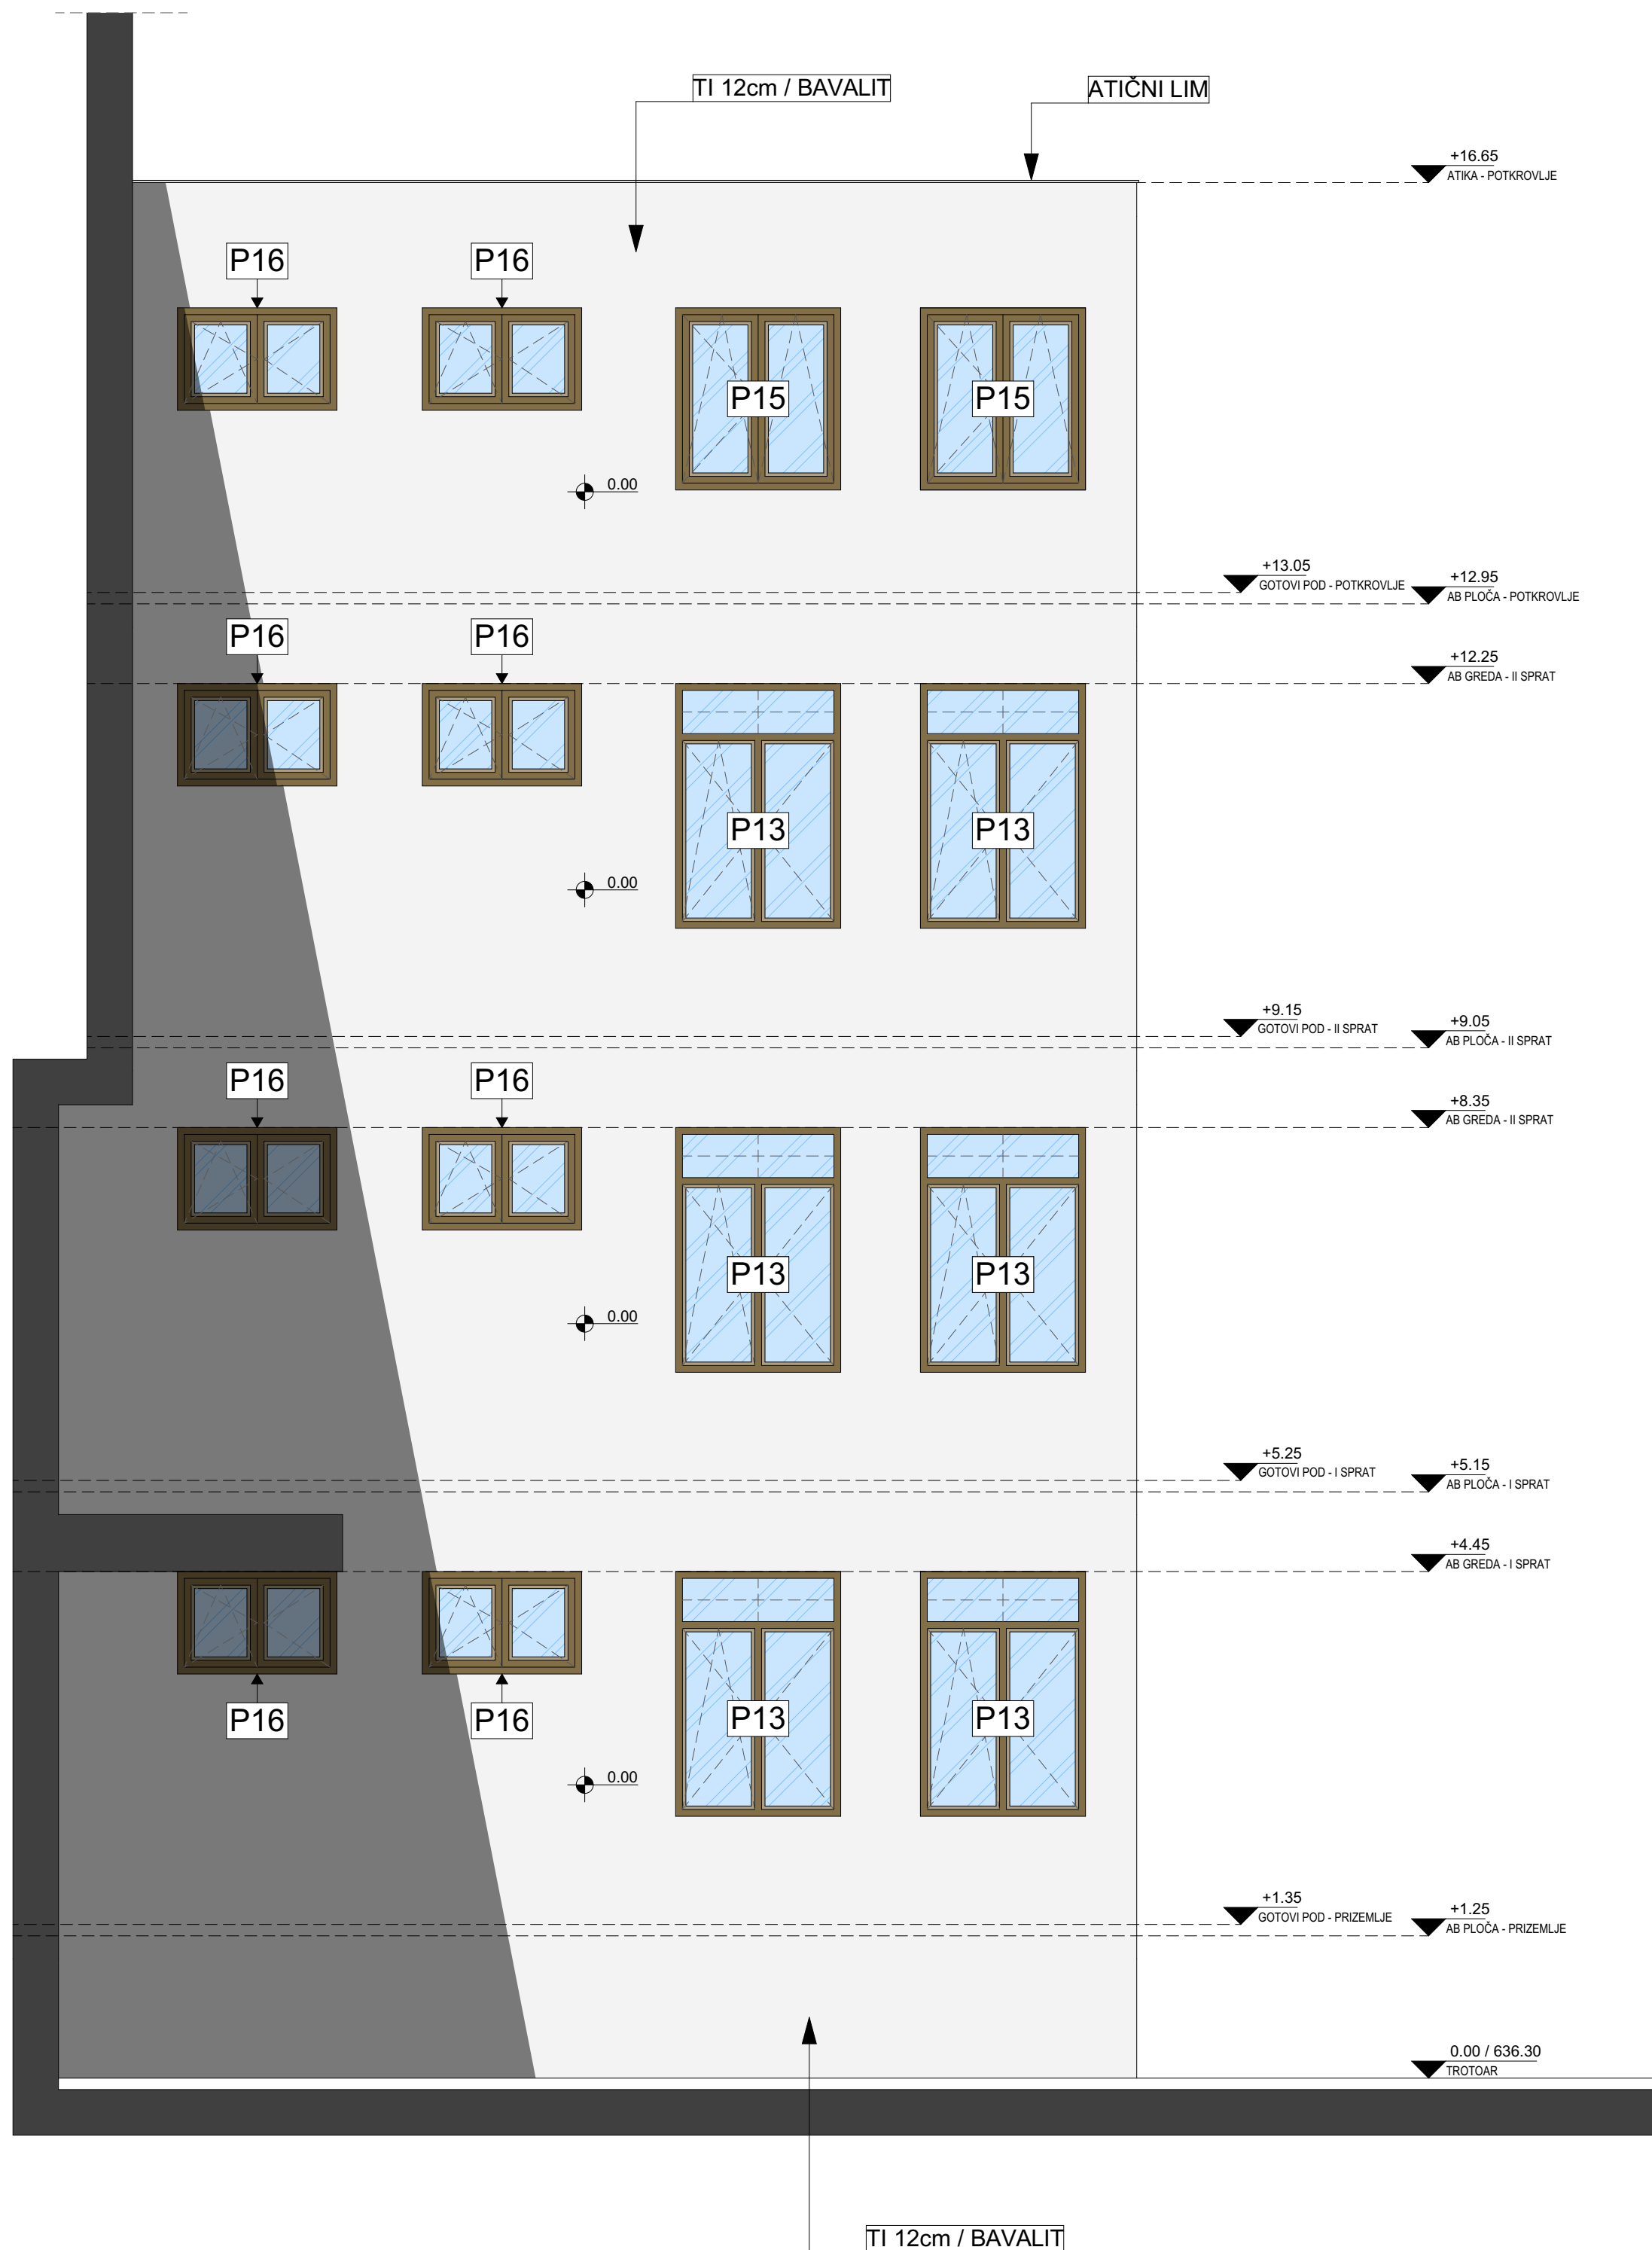 TI 12cm / BAVALIT
ATIČNI LIM
+16.65
ATIKA - POTKROVLJE
P16
P16
P15
P15
0.00
+13.05
GOTOVI POD - POTKROVLJE
+12.95
AB PLOČA - POTKROVLJE
P16
P16
+12.25
AB GREDA - II SPRAT
P13
P13
0.00
+9.15
GOTOVI POD - II SPRAT
+9.05
AB PLOČA - II SPRAT
P16
P16
+8.35
AB GREDA - II SPRAT
P13
P13
0.00
+5.25
GOTOVI POD - I SPRAT
+5.15
AB PLOČA - I SPRAT
+4.45
AB GREDA - I SPRAT
P16
P16
P13
P13
0.00
+1.35
GOTOVI POD - PRIZEMLJE
+1.25
AB PLOČA - PRIZEMLJE
0.00 / 636.30
TROTOAR
TI 12cm / BAVALIT